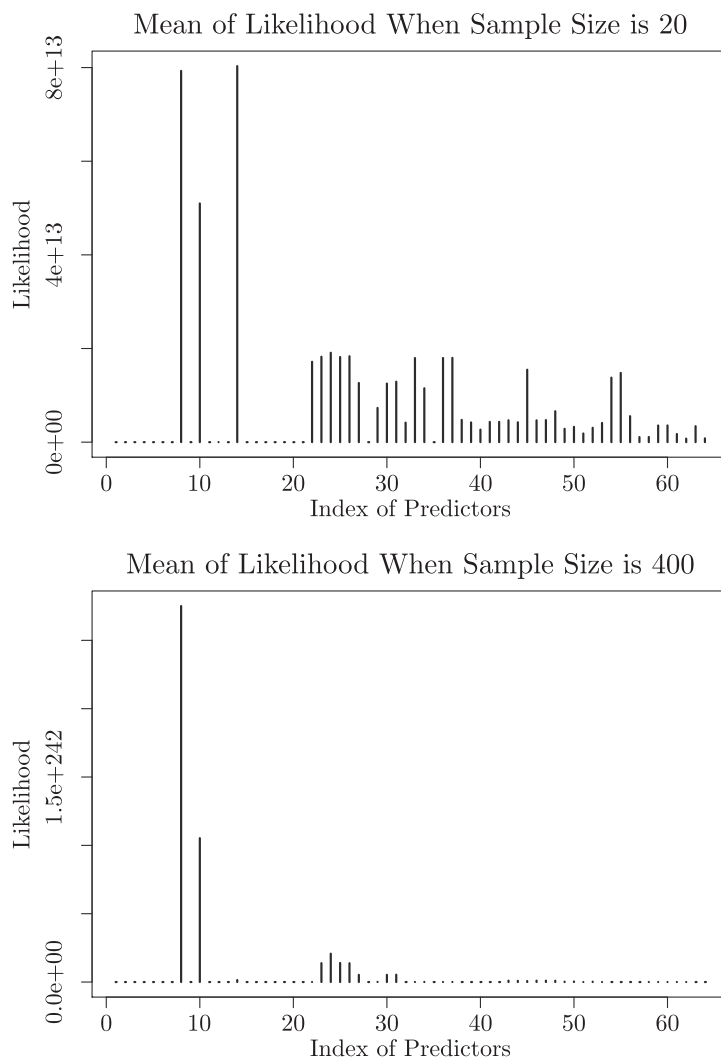 Mean of Likelihood When Sample Size is 20
8e+13
4e+13
0e+00
Likelihood
0 10 20 30 40 50 60
Index of Predictors
Mean of Likelihood When Sample Size is 400
1.5e+242
0.0e+00
Likelihood
0 10 20 30 40 50 60
Index of Predictors